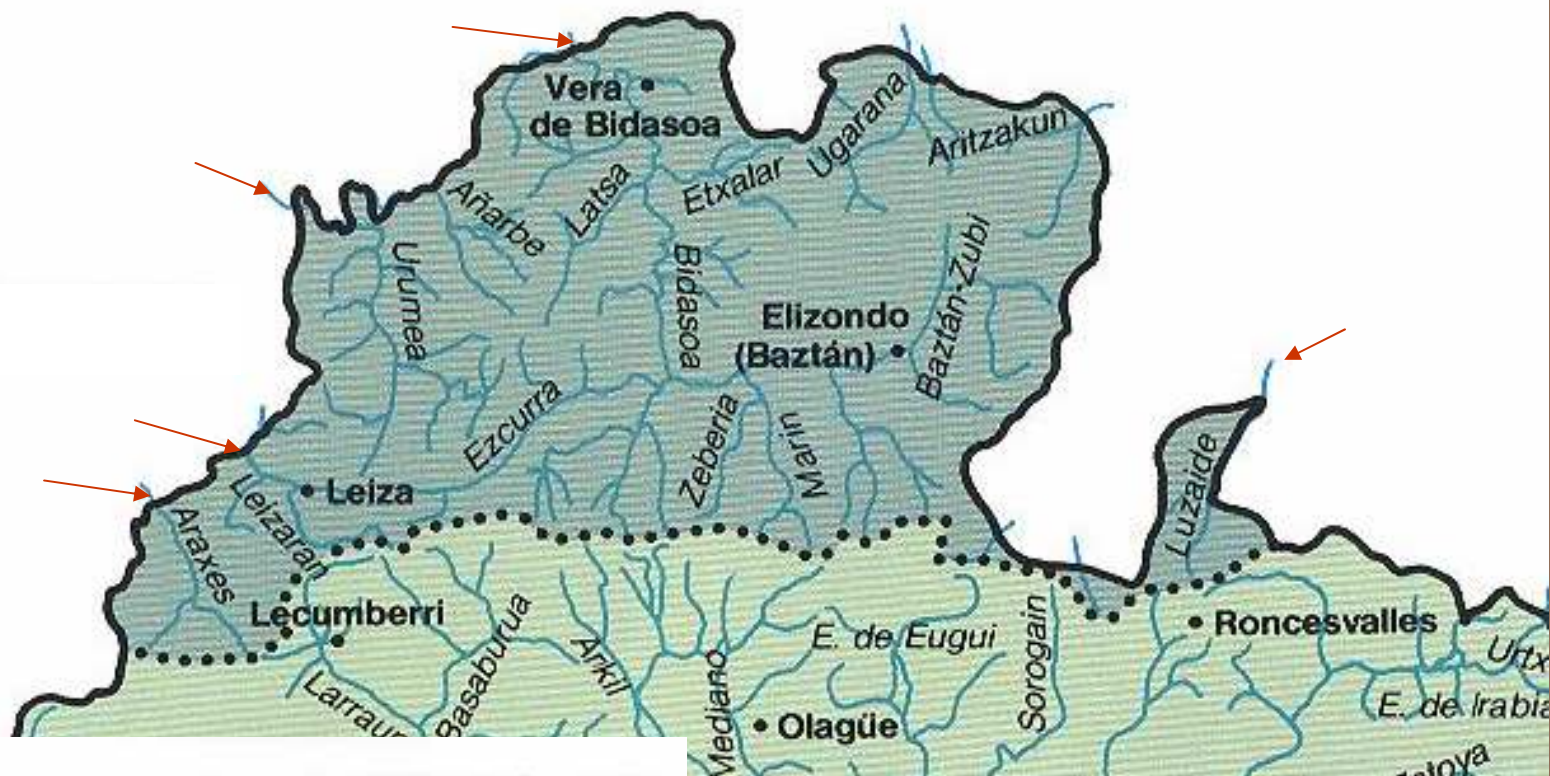 Vera
de Bidasoa
Ugarana
Aritzakun
Etxalar
Latsa
Añarbe
Urumea
Bidasoa
Baztán-Zubi
Elizondo
(Baztán)
Ezcurra
Zeberia
Marin
Leiza
Leizaran
Araxes
Luzaide
Lecumberri
Roncesvalles
E. de Eugui
Sorogain
Basaburua
Arkil
Mediano
Larraun
Olagüe
E. de Irabia